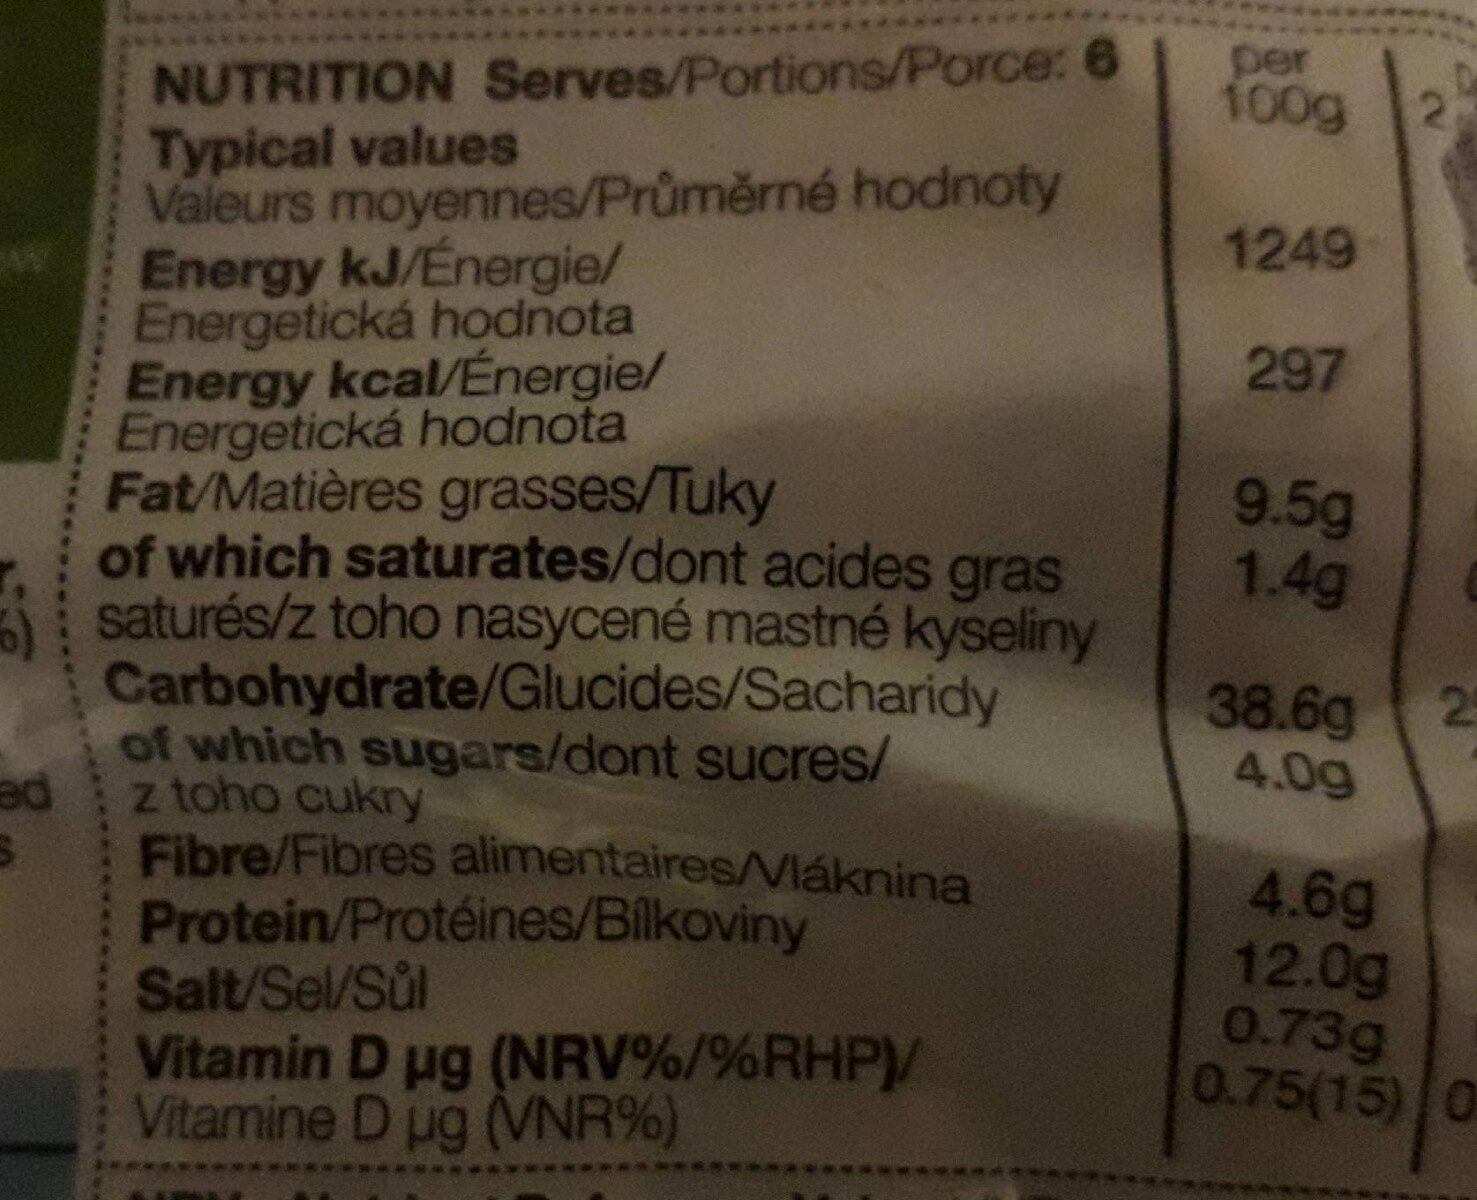 NUTRITION Serves/Portions/Porce: 6 per 100g 2
Typical values
Valeurs moyennes/Průměrné hodnoty
Energy kJ/Énergie/ 1249
Energetická hodnota
Energy kcal/Énergie/ 297
Energetická hodnota
Fat/Matières grasses/Tuky 9.5g
of which saturates/dont acides gras 1.4g
saturés/z toho nasycené mastné kyseliny
Carbohydrate/Glucides/Sacharidy 38.6g
of which sugars/dont sucres/ 4.0g
z toho cukry
Fibre/Fibres alimentaires/Vláknina 4.6g
Protein/Protéines/Bílkoviny 12.0g
Salt/Sel/Sůl 0.73g
Vitamin D µg (NRV%/%RHP)/ 0.75(15)
Vitamine D µg (VNR%)